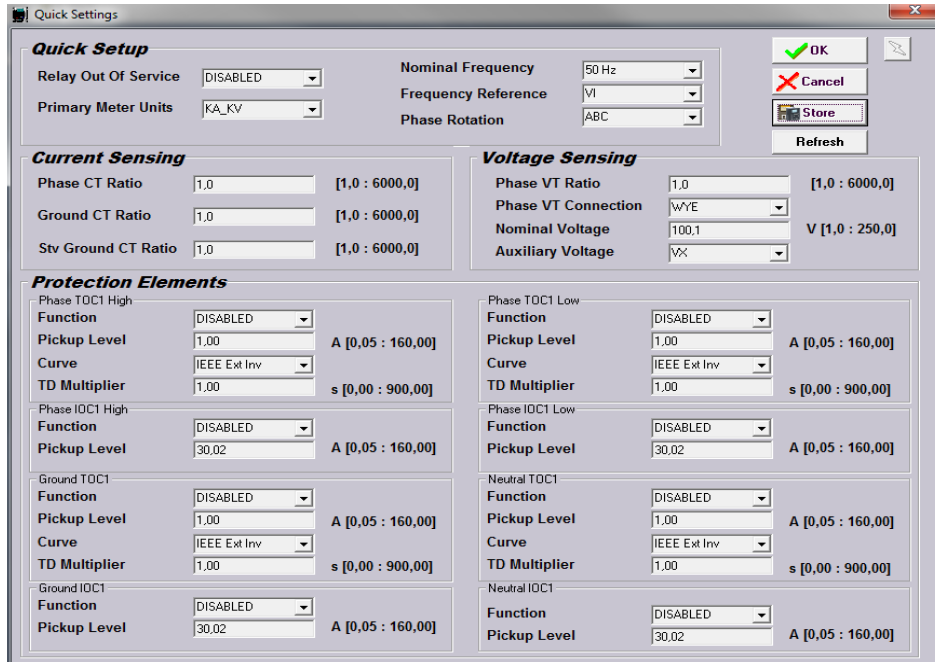 Quick Settings
Quick Setup
Relay Out Of Service DISABLED
Primary Meter Units KA_KV
Nominal Frequency 50 Hz
Frequency Reference VI
Phase Rotation ABC
OK
Cancel
Store
Refresh
Current Sensing
Phase CT Ratio 1,0 [1,0 : 6000,0]
Ground CT Ratio 1,0 [1,0 : 6000,0]
Stv Ground CT Ratio 1,0 [1,0 : 6000,0]
Voltage Sensing
Phase VT Ratio 1,0 [1,0 : 6000,0]
Phase VT Connection WYE
Nominal Voltage 100,1 V [1,0 : 250,0]
Auxiliary Voltage VX
Protection Elements
Phase TOC1 High
Function DISABLED
Pickup Level 1,00 A [0,05 : 160,00]
Curve IEEE Ext Inv
TD Multiplier 1,00 s [0,00 : 900,00]
Phase TOC1 Low
Function DISABLED
Pickup Level 1,00 A [0,05 : 160,00]
Curve IEEE Ext Inv
TD Multiplier 1,00 s [0,00 : 900,00]
Phase IOC1 High
Function DISABLED
Pickup Level 30,02 A [0,05 : 160,00]
Phase IOC1 Low
Function DISABLED
Pickup Level 30,02 A [0,05 : 160,00]
Ground TOC1
Function DISABLED
Pickup Level 1,00 A [0,05 : 160,00]
Curve IEEE Ext Inv
TD Multiplier 1,00 s [0,00 : 900,00]
Neutral TOC1
Function DISABLED
Pickup Level 1,00 A [0,05 : 160,00]
Curve IEEE Ext Inv
TD Multiplier 1,00 s [0,00 : 900,00]
Ground IOC1
Function DISABLED
Pickup Level 30,02 A [0,05 : 160,00]
Neutral IOC1
Function DISABLED
Pickup Level 30,02 A [0,05 : 160,00]